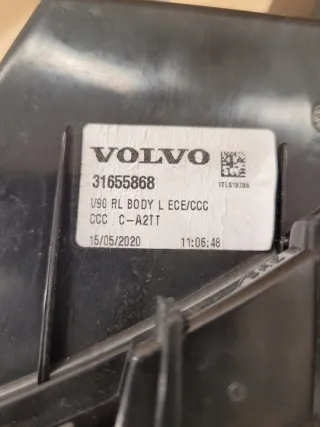 VOLVO
31655868
V90 RL BODY L ECE/CCC
CCC C-A2TT
15/05/2020 11:06:48